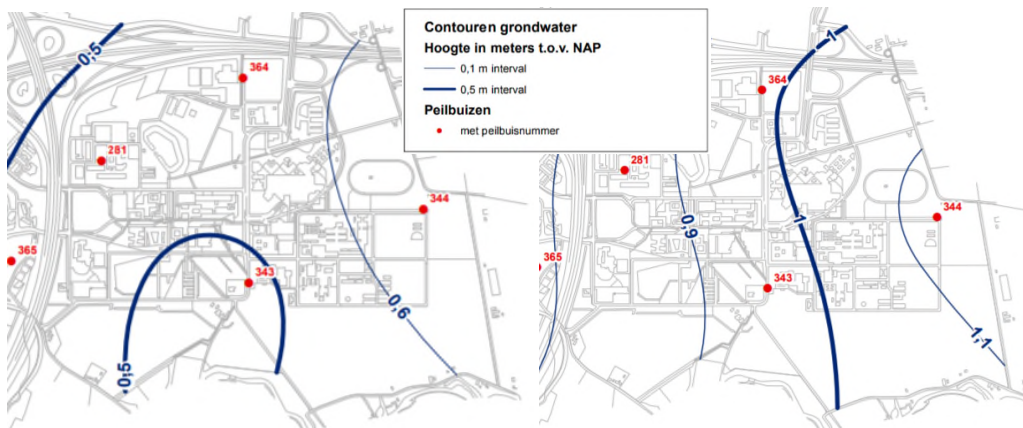 Contouren grondwater
Hoogte in meters t.o.v. NAP
0,1 m interval
0,5 m interval
Peilbuizen
met peilbuisnummer
0,5
364
281
344
365
343
0,5
0,6
1
364
281
344
0,9
1
365
343
1,1